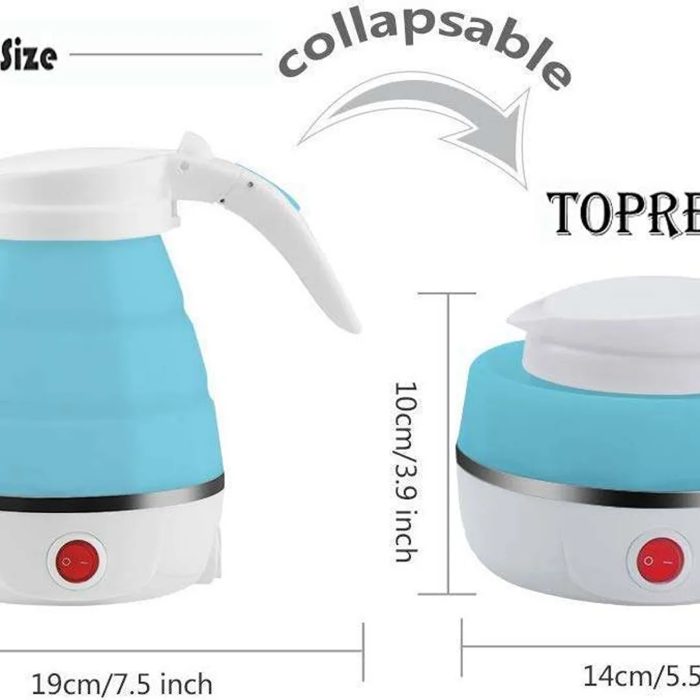 Size
collapsable
TOPRE
10cm/3.9 inch
19cm/7.5 inch
14cm/5.5